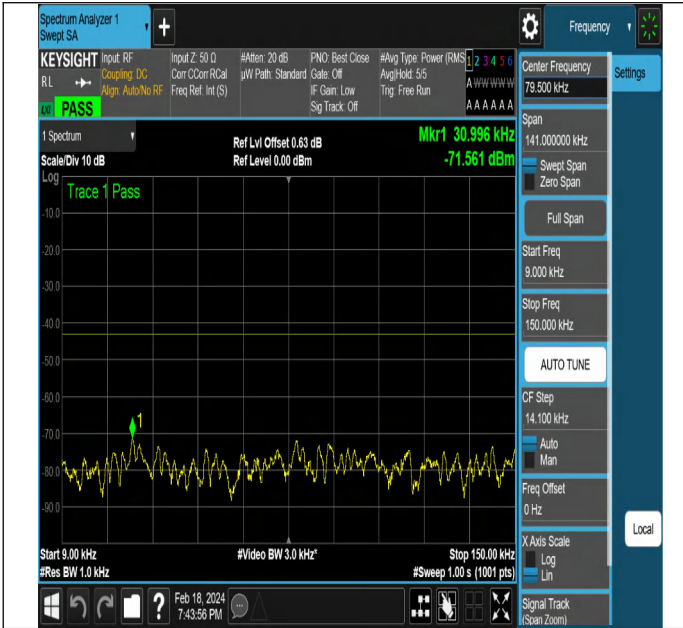 Spectrum Analyzer 1
Swept SA
Frequency
KEYSIGHT
RL
LXI
PASS
Input: RF
Coupling: DC
Align: Auto/No RF
Input Z: 50 Ω
Corr CCorr RCal
Freq Ref: Int (S)
#Atten: 20 dB
µW Path: Standard
PNO: Best Close
Gate: Off
IF Gain: Low
Sig Track: Off
#Avg Type: Power (RMS
Avg|Hold: 5/5
Trig: Free Run
1 2 3 4 5 6
A W W W W W
A A A A A A
1 Spectrum
Scale/Div 10 dB
Ref Lvl Offset 0.63 dB
Ref Level 0.00 dBm
Mkr1 30.996 kHz
-71.561 dBm
Log
Trace 1 Pass
-10.0
-20.0
-30.0
-40.0
-50.0
-60.0
-70.0
-80.0
-90.0
1
Start 9.00 kHz
#Res BW 1.0 kHz
#Video BW 3.0 kHz*
Stop 150.00 kHz
#Sweep 1.00 s (1001 pts)
?
Feb 18, 2024
7:43:56 PM
Center Frequency
79.500 kHz
Span
141.000000 kHz
Swept Span
Zero Span
Full Span
Start Freq
9.000 kHz
Stop Freq
150.000 kHz
AUTO TUNE
CF Step
14.100 kHz
Auto
Man
Freq Offset
0 Hz
X Axis Scale
Log
Lin
Signal Track
(Span Zoom)
Settings
Local